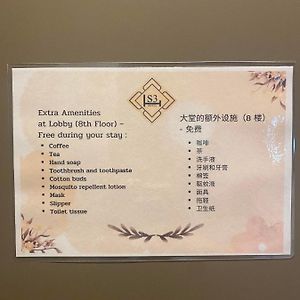 LS3
Extra Amenities
at Lobby (8th Floor) -
Free during your stay :
Coffee
Tea
Hand soap
Toothbrush and toothpaste
Cotton buds
Mosquito repellent lotion
Mask
Slipper
Toilet tissue
大堂的额外设施（8 楼）
- 免费
咖啡
茶
洗手液
牙刷和牙膏
棉签
驱蚊液
面具
拖鞋
卫生纸